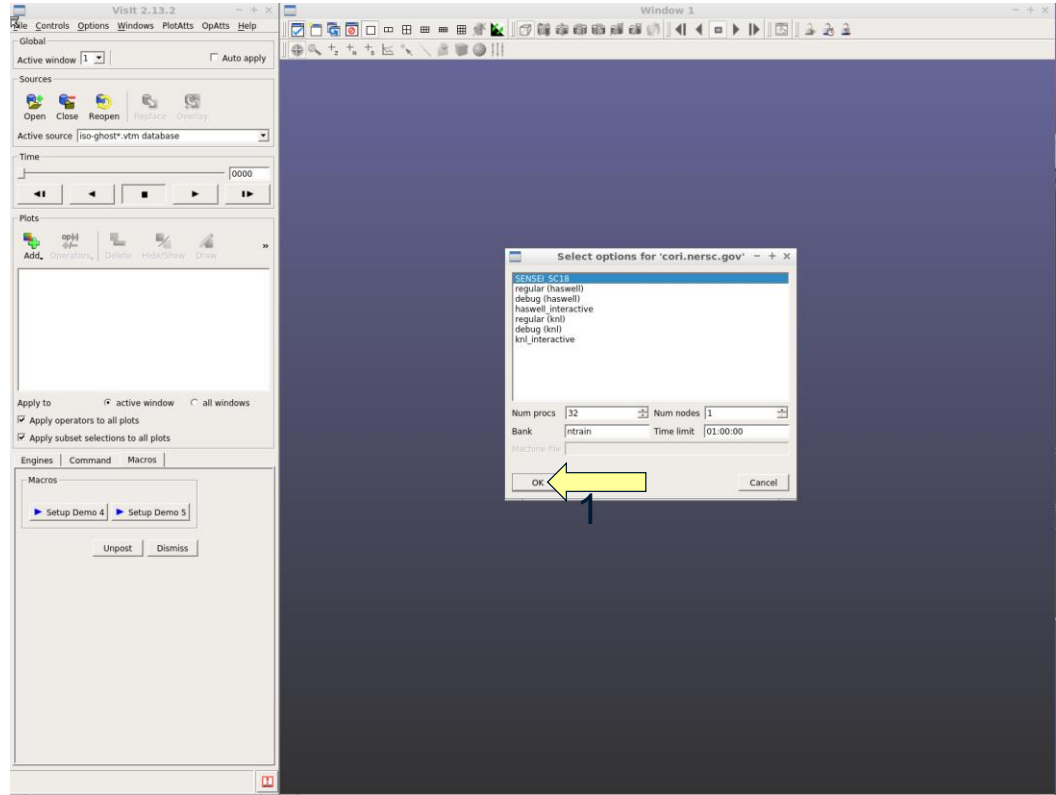 VisIt 2.13.2
File Controls Options Windows PlotAtts OpAtts Help
Global
Active window 1
Auto apply
Sources
Open Close Reopen Replace Overlay
Active source iso-ghost*.vtm database
Time
0000
Plots
Add Operators Delete Hide/Show Draw »
Apply to active window all windows
Apply operators to all plots
Apply subset selections to all plots
Engines Command Macros
Macros
Setup Demo 4 Setup Demo 5
Unpost Dismiss
Window 1
Select options for 'cori.nersc.gov'
SENSEI_SC18
regular (haswell)
debug (haswell)
haswell_interactive
regular (knl)
debug (knl)
knl_interactive
Num procs 32 Num nodes 1
Bank ntrain Time limit 01:00:00
Machine file
OK Cancel
1